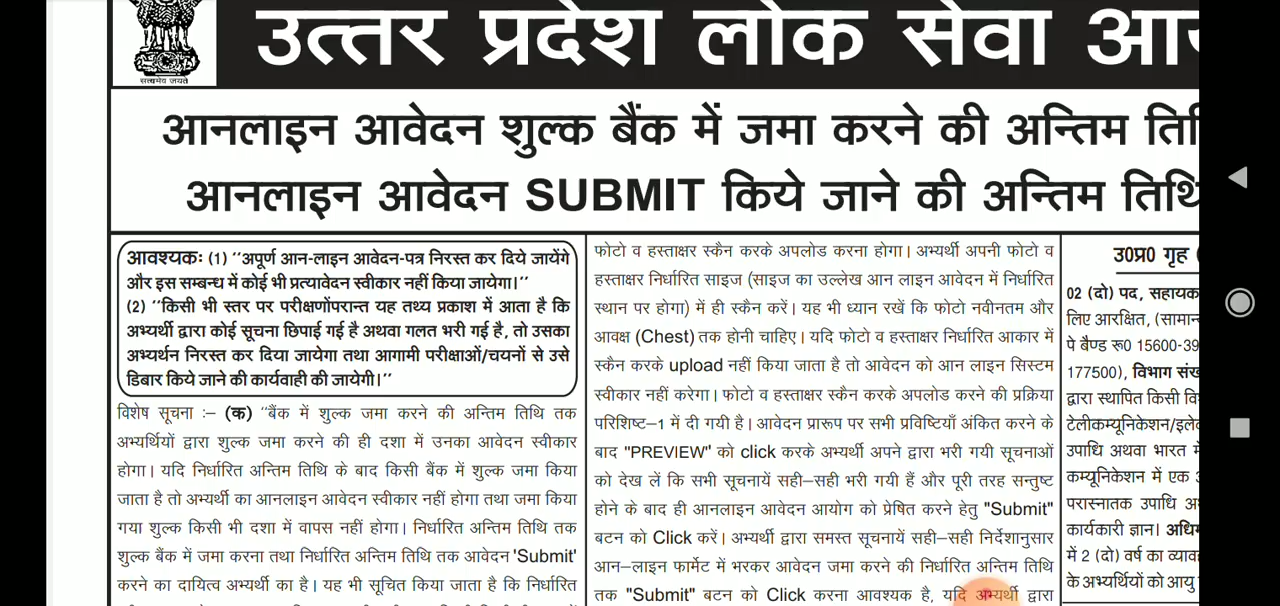 सत्यमेव जयते
उत्तर प्रदेश लोक सेवा
आनलाइन आवेदन शुल्क बैंक में जमा करने की अन्तिम
आनलाइन आवेदन SUBMIT किये जाने की अन्तिम तिथि
आवश्यकः (1) ‘‘अपूर्ण आन-लाइन आवेदन-पत्र निरस्त कर दिये जायेंगे
और इस सम्बन्ध में कोई भी प्रत्यावेदन स्वीकार नहीं किया जायेगा।’’
(2) ‘‘किसी भी स्तर पर परीक्षणोंपरान्त यह तथ्य प्रकाश में आता है कि
अभ्यर्थी द्वारा कोई सूचना छिपाई गई है अथवा गलत भरी गई है, तो उसका
अभ्यर्थन निरस्त कर दिया जायेगा तथा आगामी परीक्षाओं/चयनों से उसे
डिबार किये जाने की कार्यवाही की जायेगी।’’
विशेष सूचना :– (क) ‘‘बैंक में शुल्क जमा करने की अन्तिम तिथि तक
अभ्यर्थियों द्वारा शुल्क जमा करने की ही दशा में उनका आवेदन स्वीकार
होगा। यदि निर्धारित अन्तिम तिथि के बाद किसी बैंक में शुल्क जमा किया
जाता है तो अभ्यर्थी का आनलाइन आवेदन स्वीकार नहीं होगा तथा जमा किया
गया शुल्क किसी भी दशा में वापस नहीं होगा। निर्धारित अन्तिम तिथि तक
शुल्क बैंक में जमा करना तथा निर्धारित अन्तिम तिथि तक आवेदन 'Submit'
करने का दायित्व अभ्यर्थी का है। यह भी सूचित किया जाता है कि निर्धारित
फोटो व हस्ताक्षर स्कैन करके अपलोड करना होगा। अभ्यर्थी अपनी फोटो व
हस्ताक्षर निर्धारित साइज (साइज का उल्लेख आन लाइन आवेदन में निर्धारित
स्थान पर होगा) में ही स्कैन करें। यह भी ध्यान रखें कि फोटो नवीनतम और
आवक्ष (Chest) तक होनी चाहिए। यदि फोटो व हस्ताक्षर निर्धारित आकार में
स्कैन करके upload नहीं किया जाता है तो आवेदन को आन लाइन सिस्टम
स्वीकार नहीं करेगा। फोटो व हस्ताक्षर स्कैन करके अपलोड करने की प्रक्रिया
परिशिष्ट–1 में दी गयी है। आवेदन प्रारूप पर सभी प्रविष्टियाँ अंकित करने के
बाद "PREVIEW" को click करके अभ्यर्थी अपने द्वारा भरी गयी सूचनाओं
को देख लें कि सभी सूचनायें सही–सही भरी गयी हैं और पूरी तरह सन्तुष्ट
होने के बाद ही आनलाइन आवेदन आयोग को प्रेषित करने हेतु "Submit"
बटन को Click करें। अभ्यर्थी द्वारा समस्त सूचनायें सही–सही निर्देशानुसार
आन–लाइन फार्मेट में भरकर आवेदन जमा करने की निर्धारित अन्तिम तिथि
तक "Submit" बटन को Click करना आवश्यक है, यदि अभ्यर्थी द्वारा
उ0प्र0 गृह (
02 (दो) पद, सहायक
लिए आरक्षित, (सामान
पे बैण्ड रू0 15600-39
177500), विभाग
द्वारा स्थापित किसी
टेलीकम्यूनिकेशन/
उपाधि अथवा भारत
कम्यूनिकेशन में एक
परास्नातक उपाधि
कार्यकारी ज्ञान।
में 2 (दो) वर्ष का
के अभ्यर्थियों को आयु